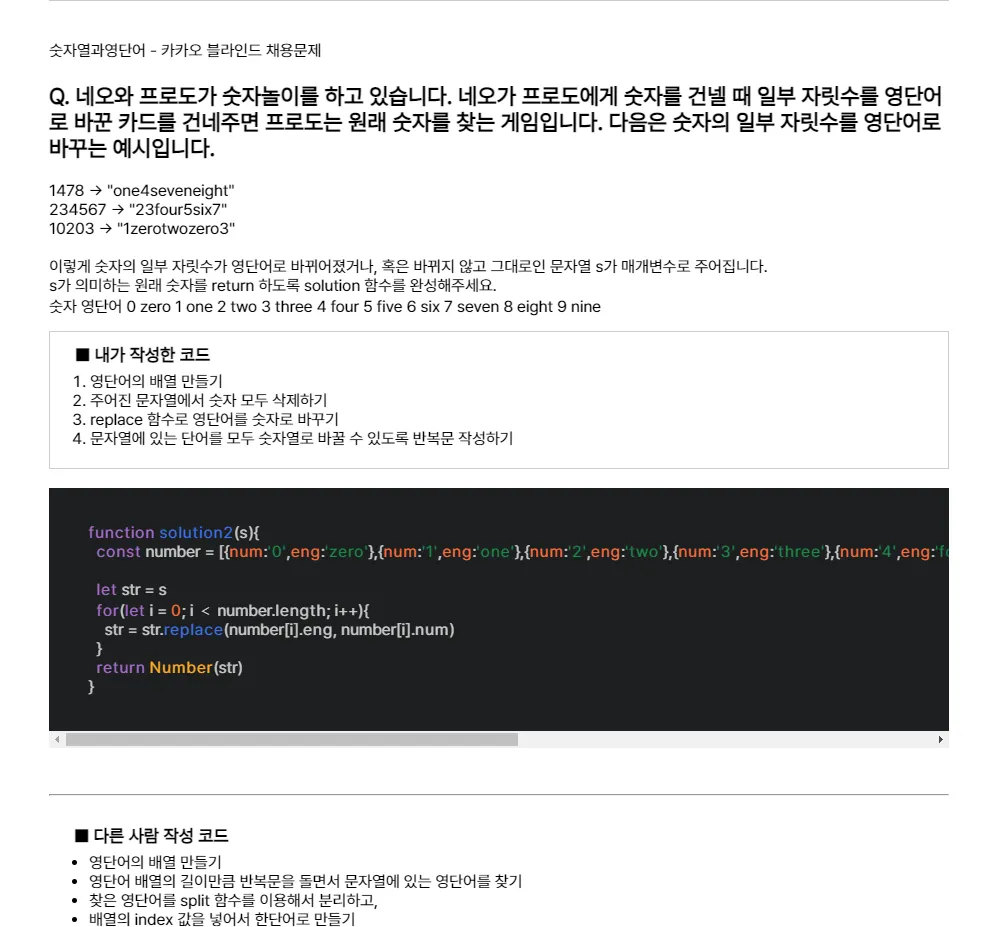 숫자열과영단어 - 카카오 블라인드 채용문제
Q. 네오와 프로도가 숫자놀이를 하고 있습니다. 네오가 프로도에게 숫자를 건넬 때 일부 자릿수를 영단어
로 바꾼 카드를 건네주면 프로도는 원래 숫자를 찾는 게임입니다. 다음은 숫자의 일부 자릿수를 영단어로
바꾸는 예시입니다.
1478 → "one4seveneight"
234567 → "23four5six7"
10203 → "1zerotwozero3"
이렇게 숫자의 일부 자릿수가 영단어로 바뀌어졌거나, 혹은 바뀌지 않고 그대로인 문자열 s가 매개변수로 주어집니다.
s가 의미하는 원래 숫자를 return 하도록 solution 함수를 완성해주세요.
숫자 영단어 0 zero 1 one 2 two 3 three 4 four 5 five 6 six 7 seven 8 eight 9 nine
■ 내가 작성한 코드
1. 영단어의 배열 만들기
2. 주어진 문자열에서 숫자 모두 삭제하기
3. replace 함수로 영단어를 숫자로 바꾸기
4. 문자열에 있는 단어를 모두 숫자열로 바꿀 수 있도록 반복문 작성하기
function solution2(s){
const number = [{num:'0',eng:'zero'},{num:'1',eng:'one'},{num:'2',eng:'two'},{num:'3',eng:'three'},{num:'4',eng:
let str = s
for(let i = 0; i < number.length; i++){
str = str.replace(number[i].eng, number[i].num)
}
return Number(str)
}
■ 다른 사람 작성 코드
• 영단어의 배열 만들기
• 영단어 배열의 길이만큼 반복문을 돌면서 문자열에 있는 영단어를 찾기
• 찾은 영단어를 split 함수를 이용해서 분리하고,
• 배열의 index 값을 넣어서 한단어로 만들기